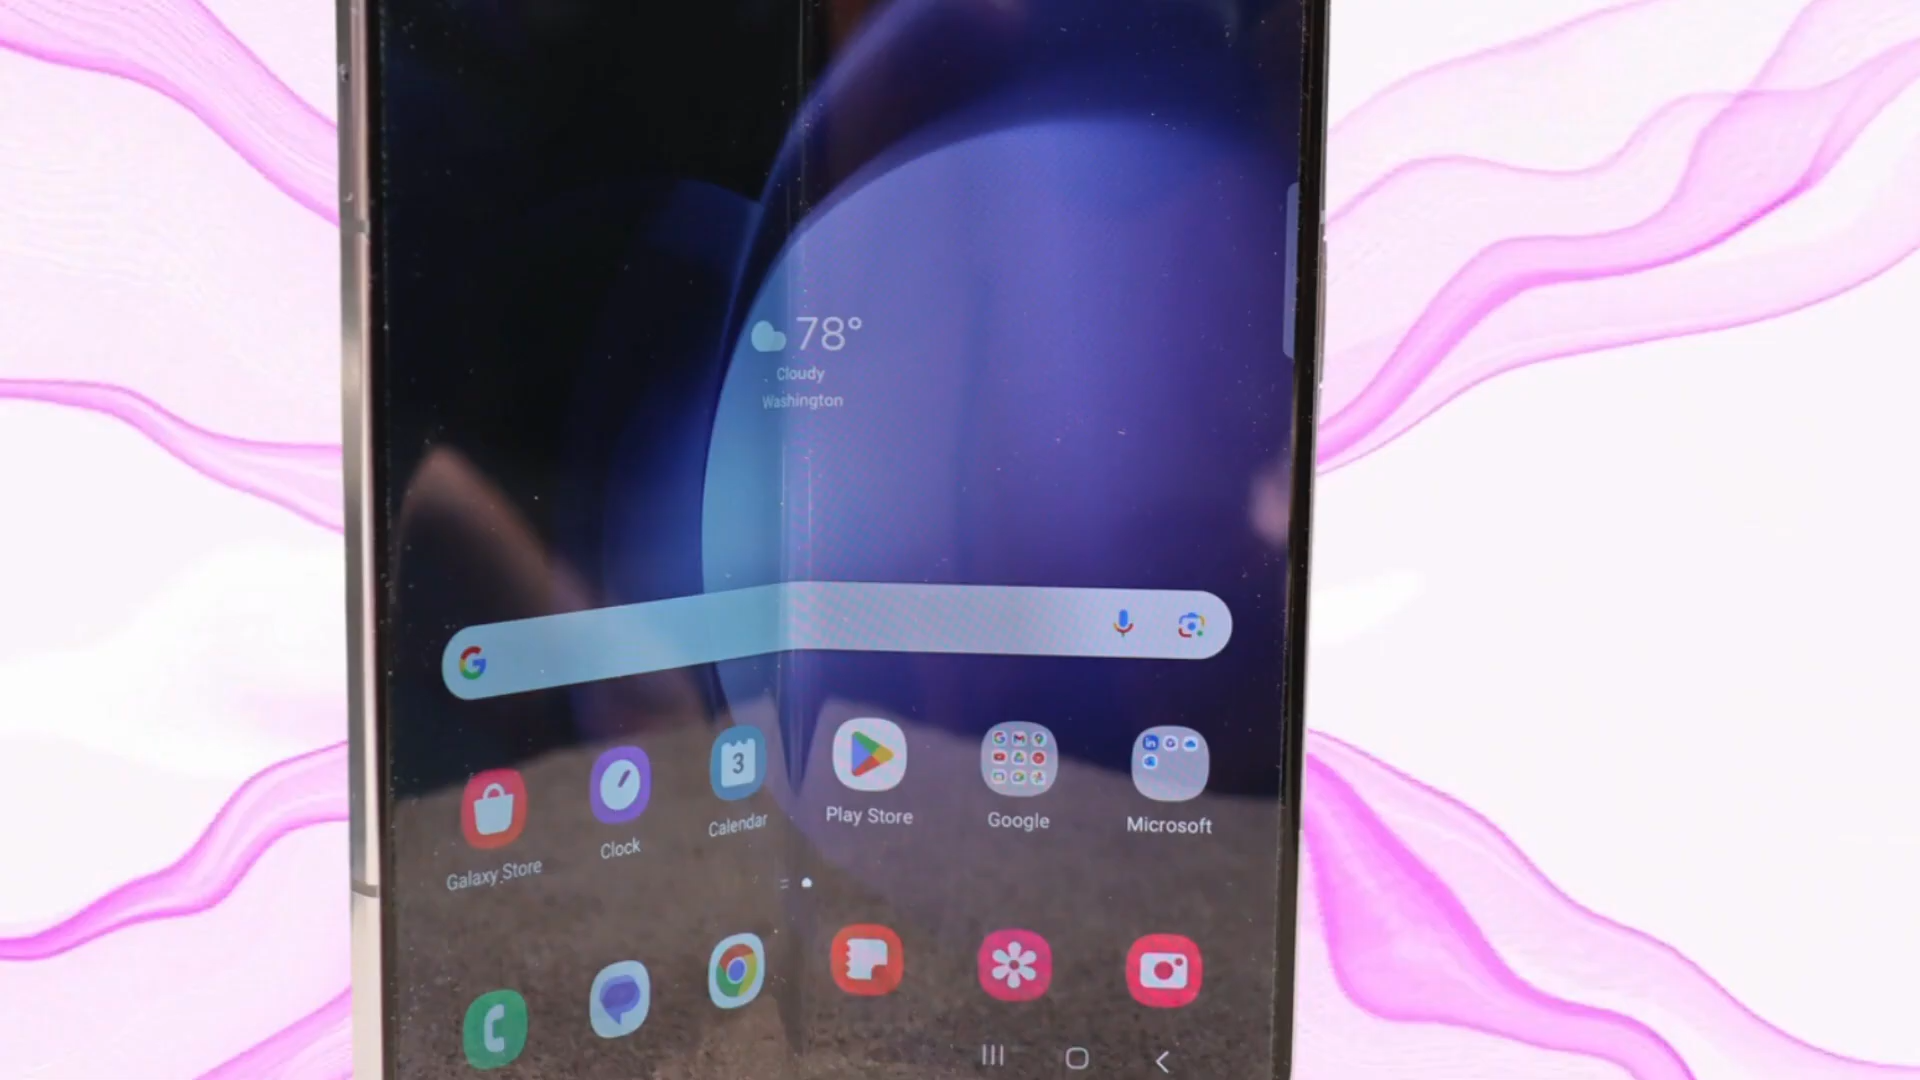 78°
Cloudy
Washington
G
3
Galaxy Store
Clock
Calendar
Play Store
Google
Microsoft